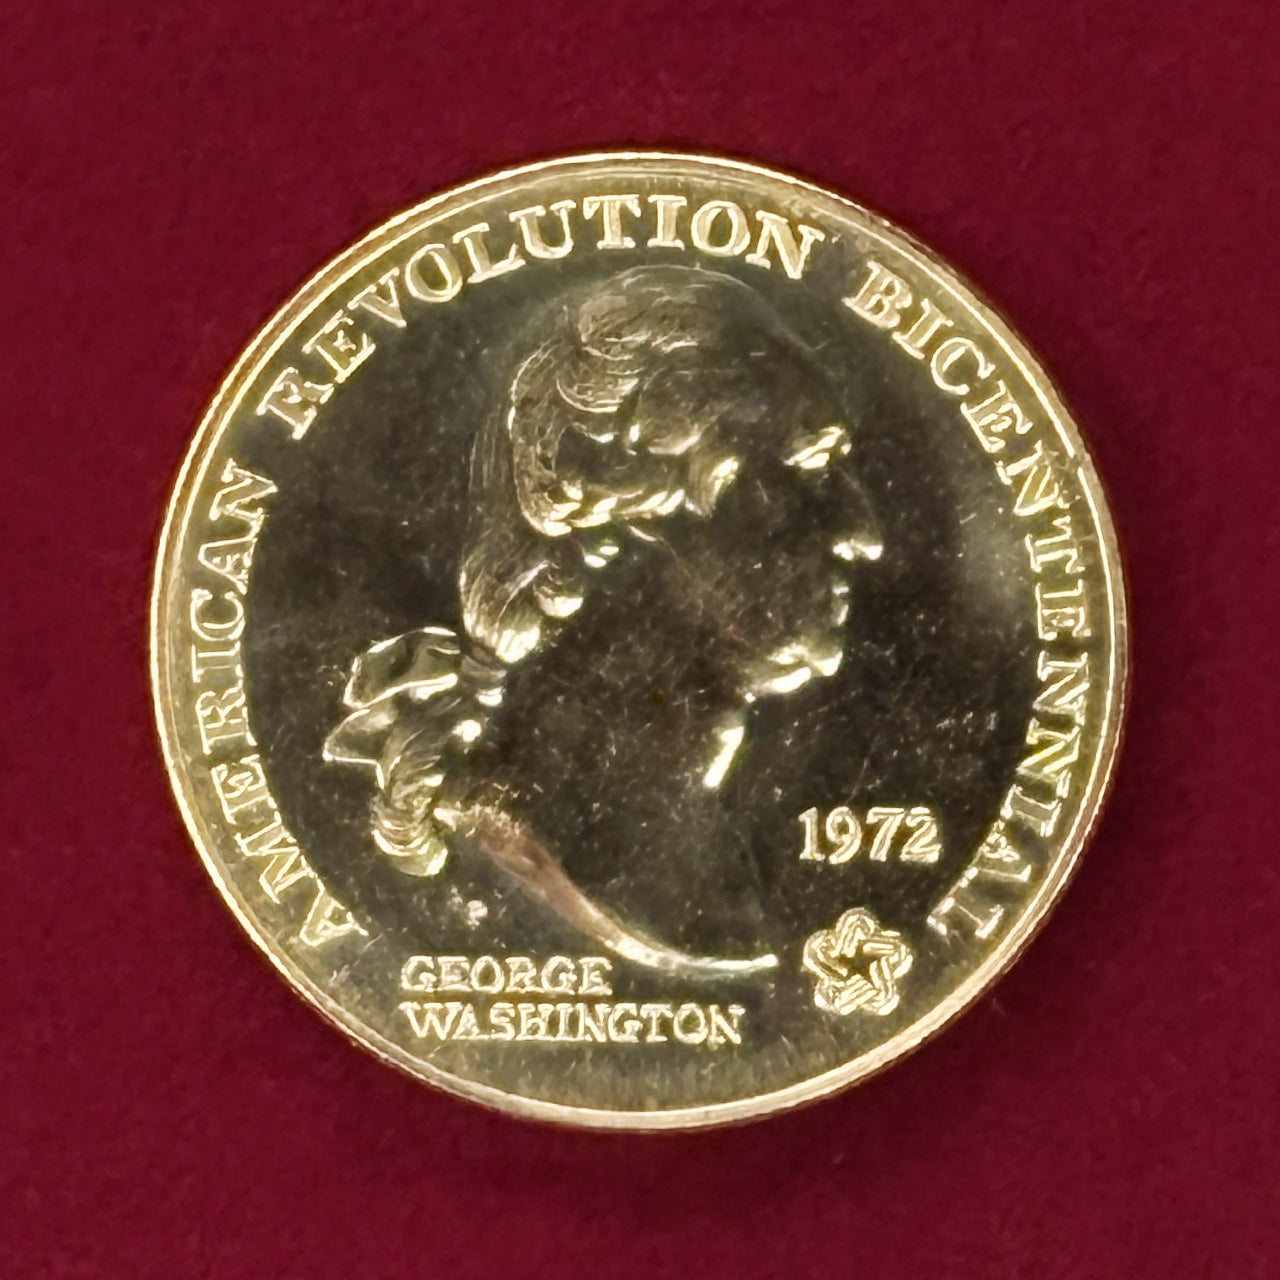 AMERICAN REVOLUTION BICENTENNIAL
1972
GEORGE
WASHINGTON